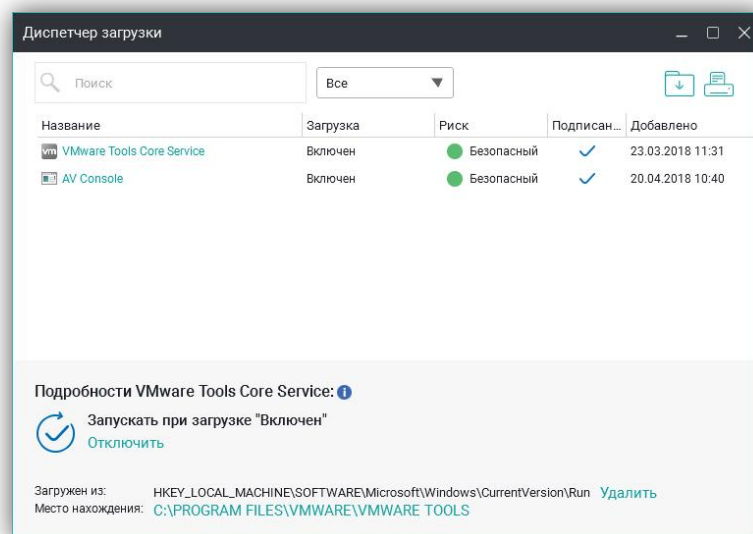 Диспетчер загрузки
Поиск
Все
Название Загрузка Риск Подписан... Добавлено
vm VMware Tools Core Service Включен Безопасный 23.03.2018 11:31
AV Console Включен Безопасный 20.04.2018 10:40
Подробности VMware Tools Core Service:
Запускать при загрузке "Включен"
Отключить
Загружен из: HKEY_LOCAL_MACHINE\SOFTWARE\Microsoft\Windows\CurrentVersion\Run Удалить
Место нахождения: C:\PROGRAM FILES\VMWARE\VMWARE TOOLS